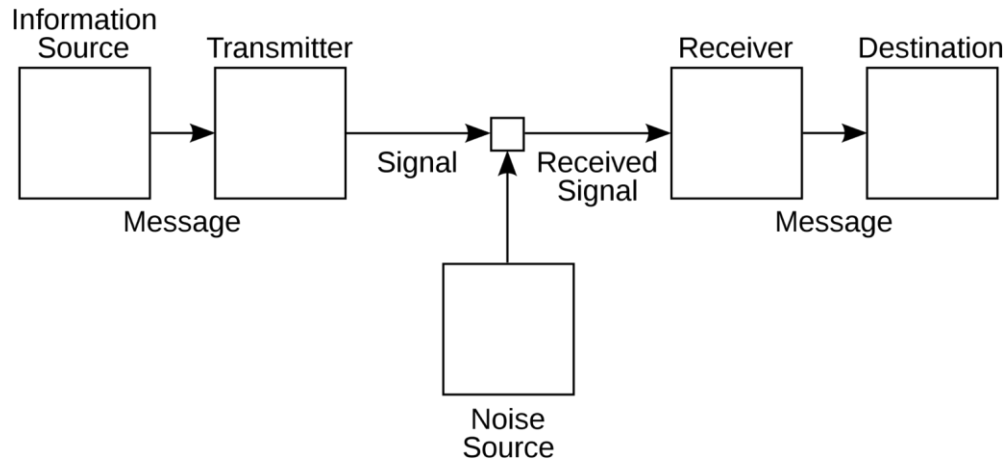 Information
Source
Transmitter
Receiver
Destination
Signal
Received
Signal
Message
Message
Noise
Source